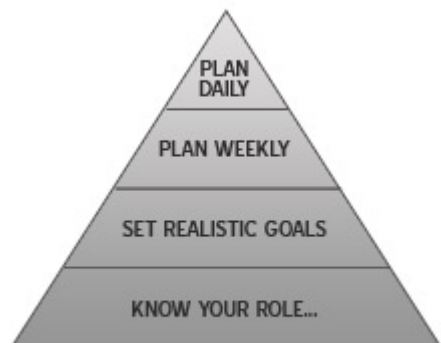 PLAN
DAILY
PLAN WEEKLY
SET REALISTIC GOALS
KNOW YOUR ROLE...